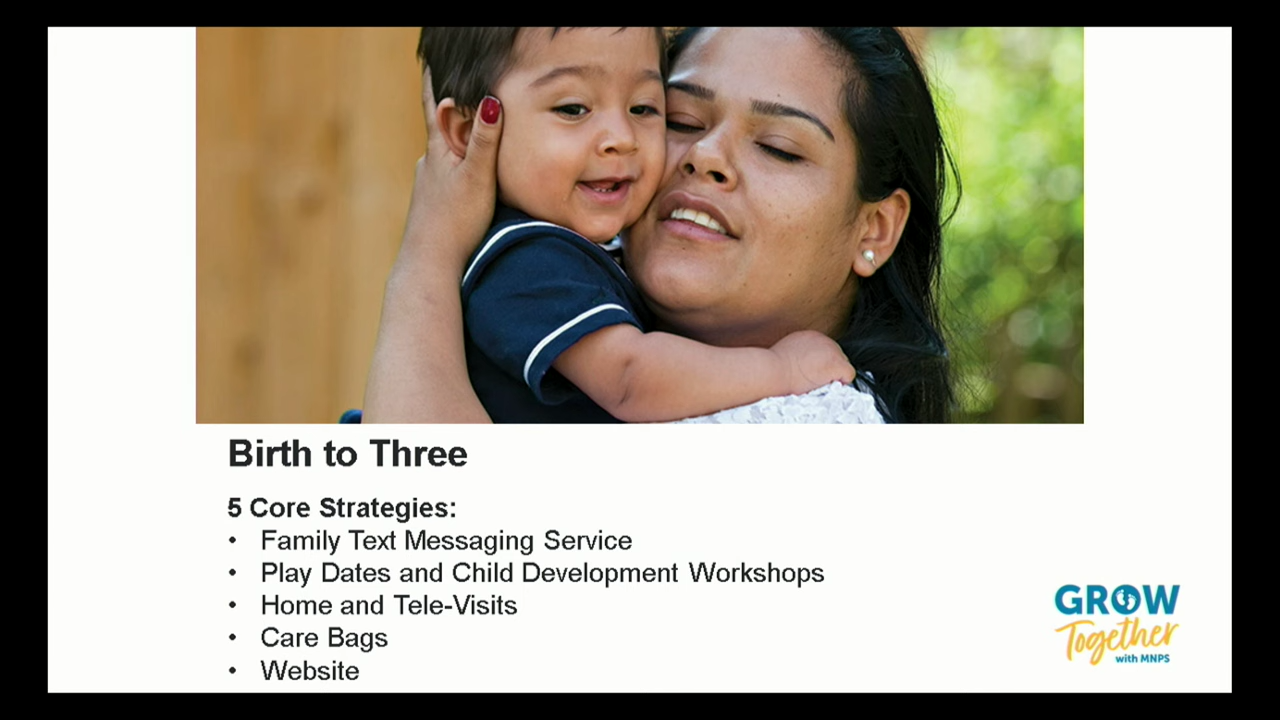 Birth to Three
5 Core Strategies:
• Family Text Messaging Service
• Play Dates and Child Development Workshops
• Home and Tele-Visits
• Care Bags
• Website
GROW
Together
with MNPS